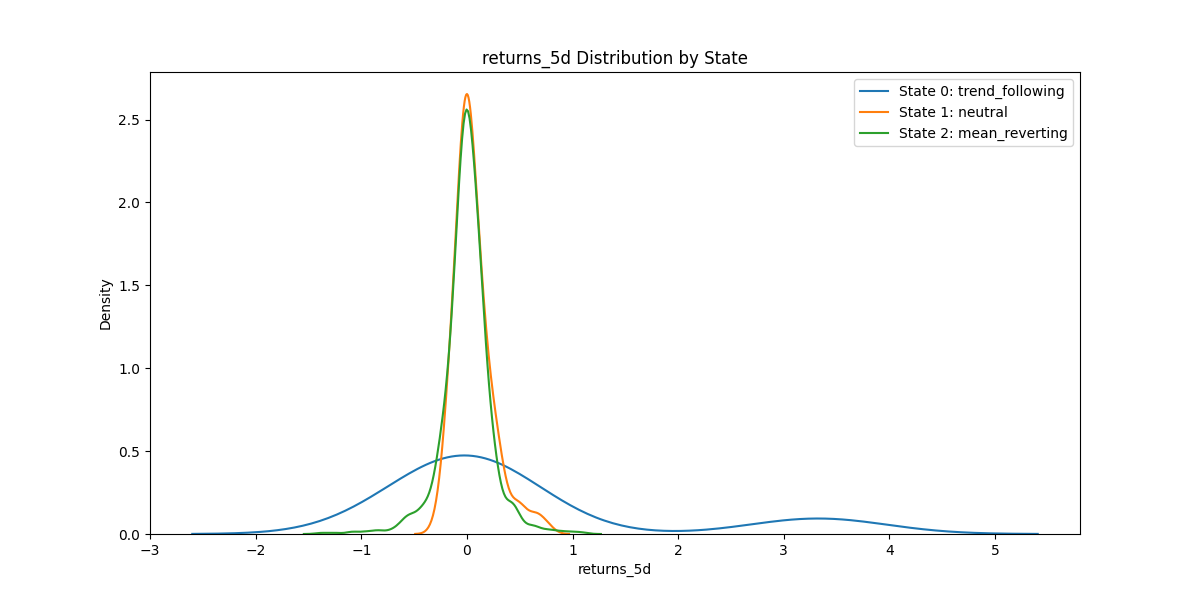 returns_5d Distribution by State
State 0: trend_following
State 1: neutral
State 2: mean_reverting
Density
2.5
2.0
1.5
1.0
0.5
0.0
−3
−2
−1
0
1
2
3
4
5
returns_5d